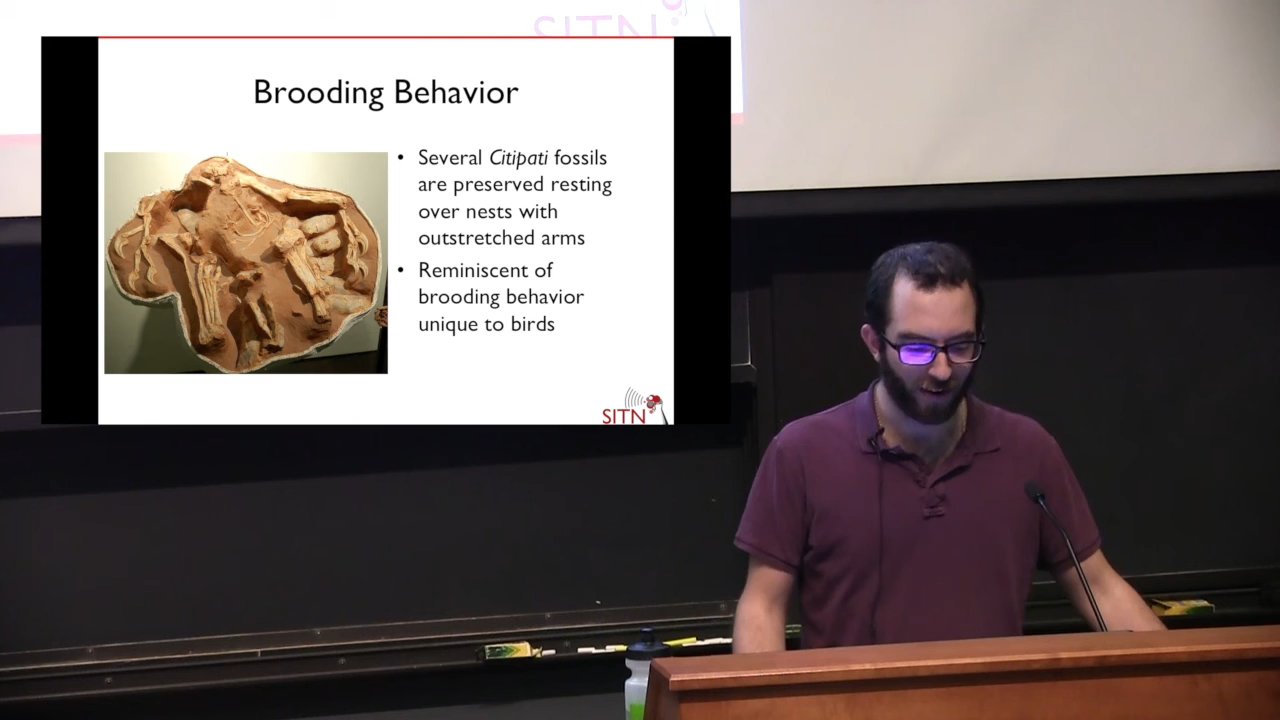 SITN
Brooding Behavior
• Several Citipati fossils
are preserved resting
over nests with
outstretched arms
• Reminiscent of
brooding behavior
unique to birds
SITN